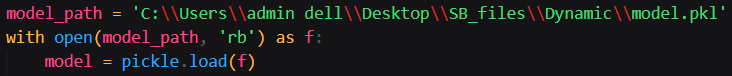 model_path = 'C:\\Users\\admin dell\\Desktop\\SB_files\\Dynamic\\model.pkl'
with open(model_path, 'rb') as f:
    model = pickle.load(f)